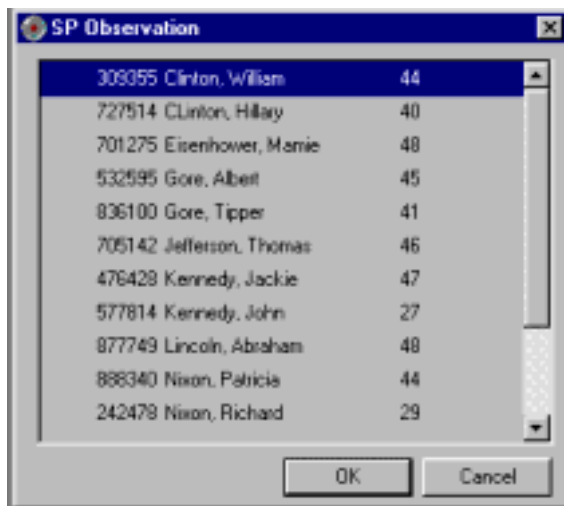 SP Observation
309355 Clinton, William 44
727514 CLinton, Hillary 40
701275 Eisenhower, Mamie 48
532595 Gore, Albert 45
836100 Gore, Tipper 41
705142 Jefferson, Thomas 46
476428 Kennedy, Jackie 47
577814 Kennedy, John 27
877749 Lincoln, Abraham 48
888340 Nixon, Patricia 44
242478 Nixon, Richard 29
OK Cancel